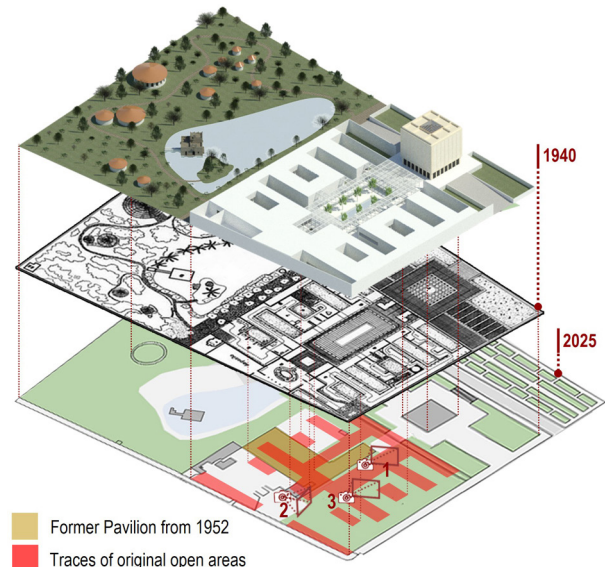 1940
2025
1
2
3
Former Pavilion from 1952
Traces of original open areas